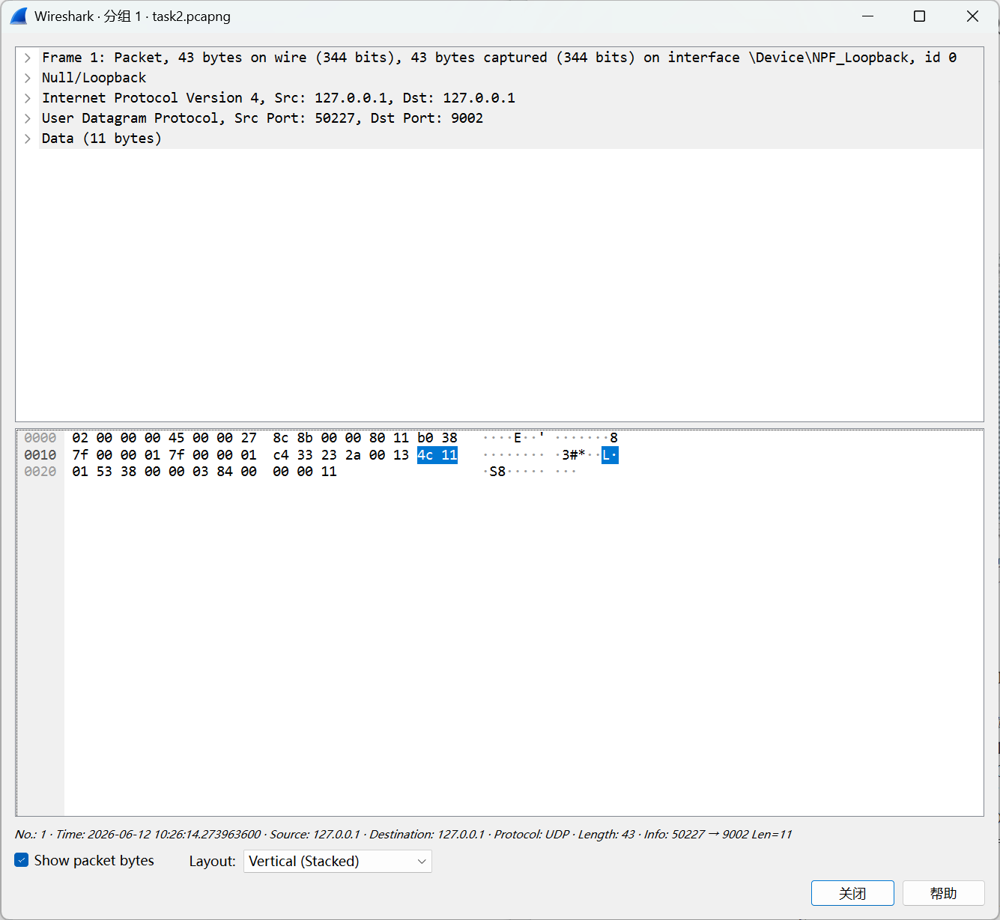 Wireshark · 分组 1 · task2.pcapng
Frame 1: Packet, 43 bytes on wire (344 bits), 43 bytes captured (344 bits) on interface \Device\NPF_Loopback, id 0
Null/Loopback
Internet Protocol Version 4, Src: 127.0.0.1, Dst: 127.0.0.1
User Datagram Protocol, Src Port: 50227, Dst Port: 9002
Data (11 bytes)
0000 02 00 00 00 45 00 00 27 8c 8b 00 00 80 11 b0 38 ····E··' ·······8
0010 7f 00 00 01 7f 00 00 01 c4 33 23 2a 00 13 4c 11 ········ ·3#*··L·
0020 01 53 38 00 00 03 84 00 00 00 11 ·S8····· ···
No.: 1 · Time: 2026-06-12 10:26:14.273963600 · Source: 127.0.0.1 · Destination: 127.0.0.1 · Protocol: UDP · Length: 43 · Info: 50227 → 9002 Len=11
Show packet bytes Layout: Vertical (Stacked)
关闭 帮助